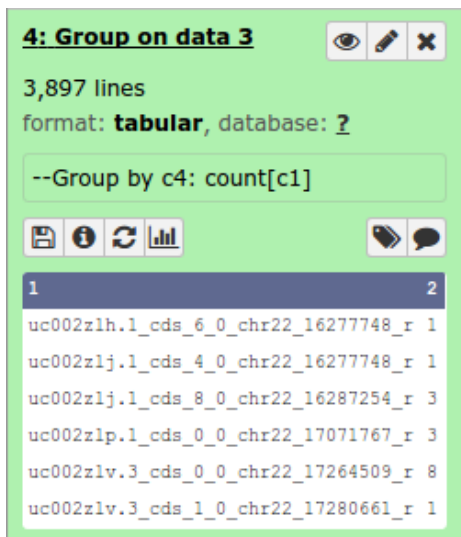 4: Group on data 3
3,897 lines
format: tabular, database: ?
--Group by c4: count[c1]
1 2
uc002zlh.1_cds_6_0_chr22_16277748_r 1
uc002zlj.1_cds_4_0_chr22_16277748_r 1
uc002zlj.1_cds_8_0_chr22_16287254_r 3
uc002zlp.1_cds_0_0_chr22_17071767_r 3
uc002zlv.3_cds_0_0_chr22_17264509_r 8
uc002zlv.3_cds_1_0_chr22_17280661_r 1